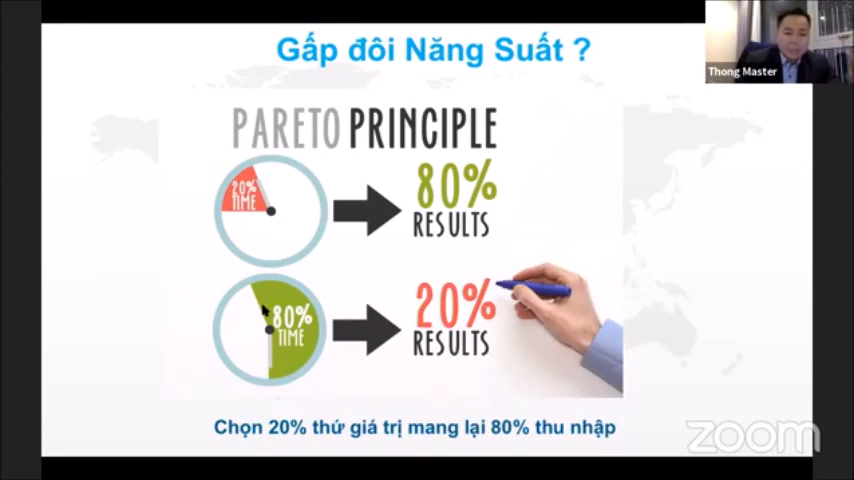 Gấp đôi Năng Suất ?
Thong Master
PARETO PRINCIPLE
20%
TIME
80%
RESULTS
80%
TIME
20%
RESULTS
Chọn 20% thứ giá trị mang lại 80% thu nhập
zoom